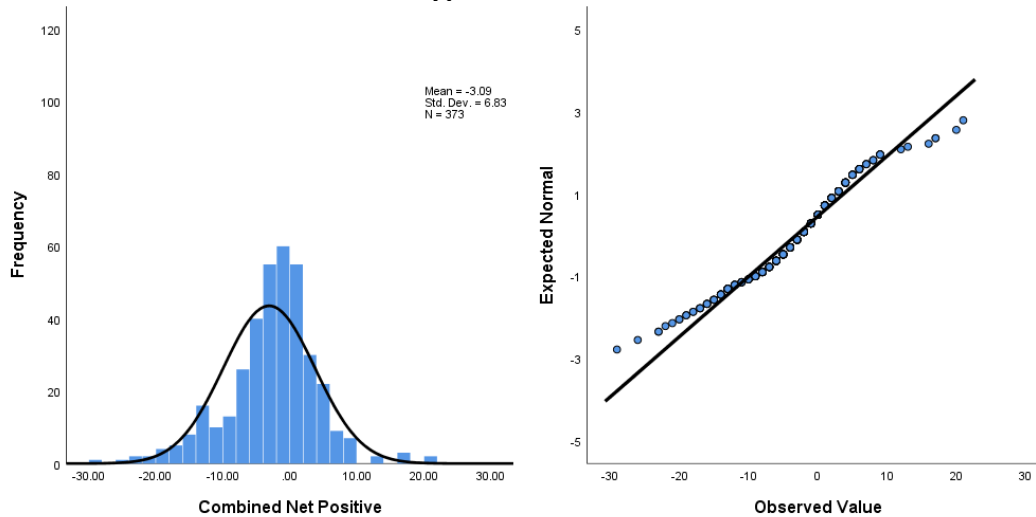 120
100
80
60
40
20
0
Frequency
Mean = -3.09
Std. Dev. = 6.83
N = 373
-30.00 -20.00 -10.00 .00 10.00 20.00 30.00
Combined Net Positive
5
3
1
-1
-3
-5
Expected Normal
-30 -20 -10 0 10 20 30
Observed Value